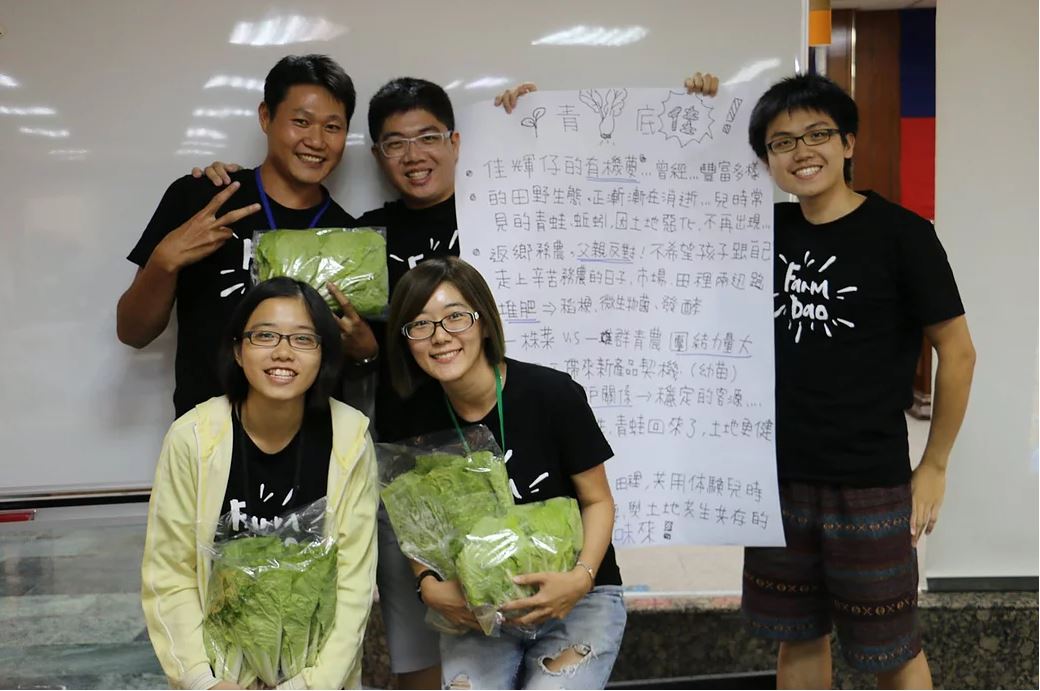 青 底 佳 !
• 佳輝仔的有機夢...曾經...豐富多樣
的田野生態、正漸漸在消逝...兒時常
見的青蛙、蚯蚓,因土地惡化,不再出現...
• 返鄉務農,父親反對!不希望孩子跟自己
走上辛苦務農的日子,市場、田裡兩迅跑
堆肥 → 稻梗、微生物菌、發酵
一株菜 VS 一堆群青農 團結力量大
帶來新產品契機.(幼苗)
戶關係 → 穩定的客源....
青蛙回來了,土地更健
田裡,共用体驗兒時
與土地共生共存的
味來!
Farm
Dao
Farm